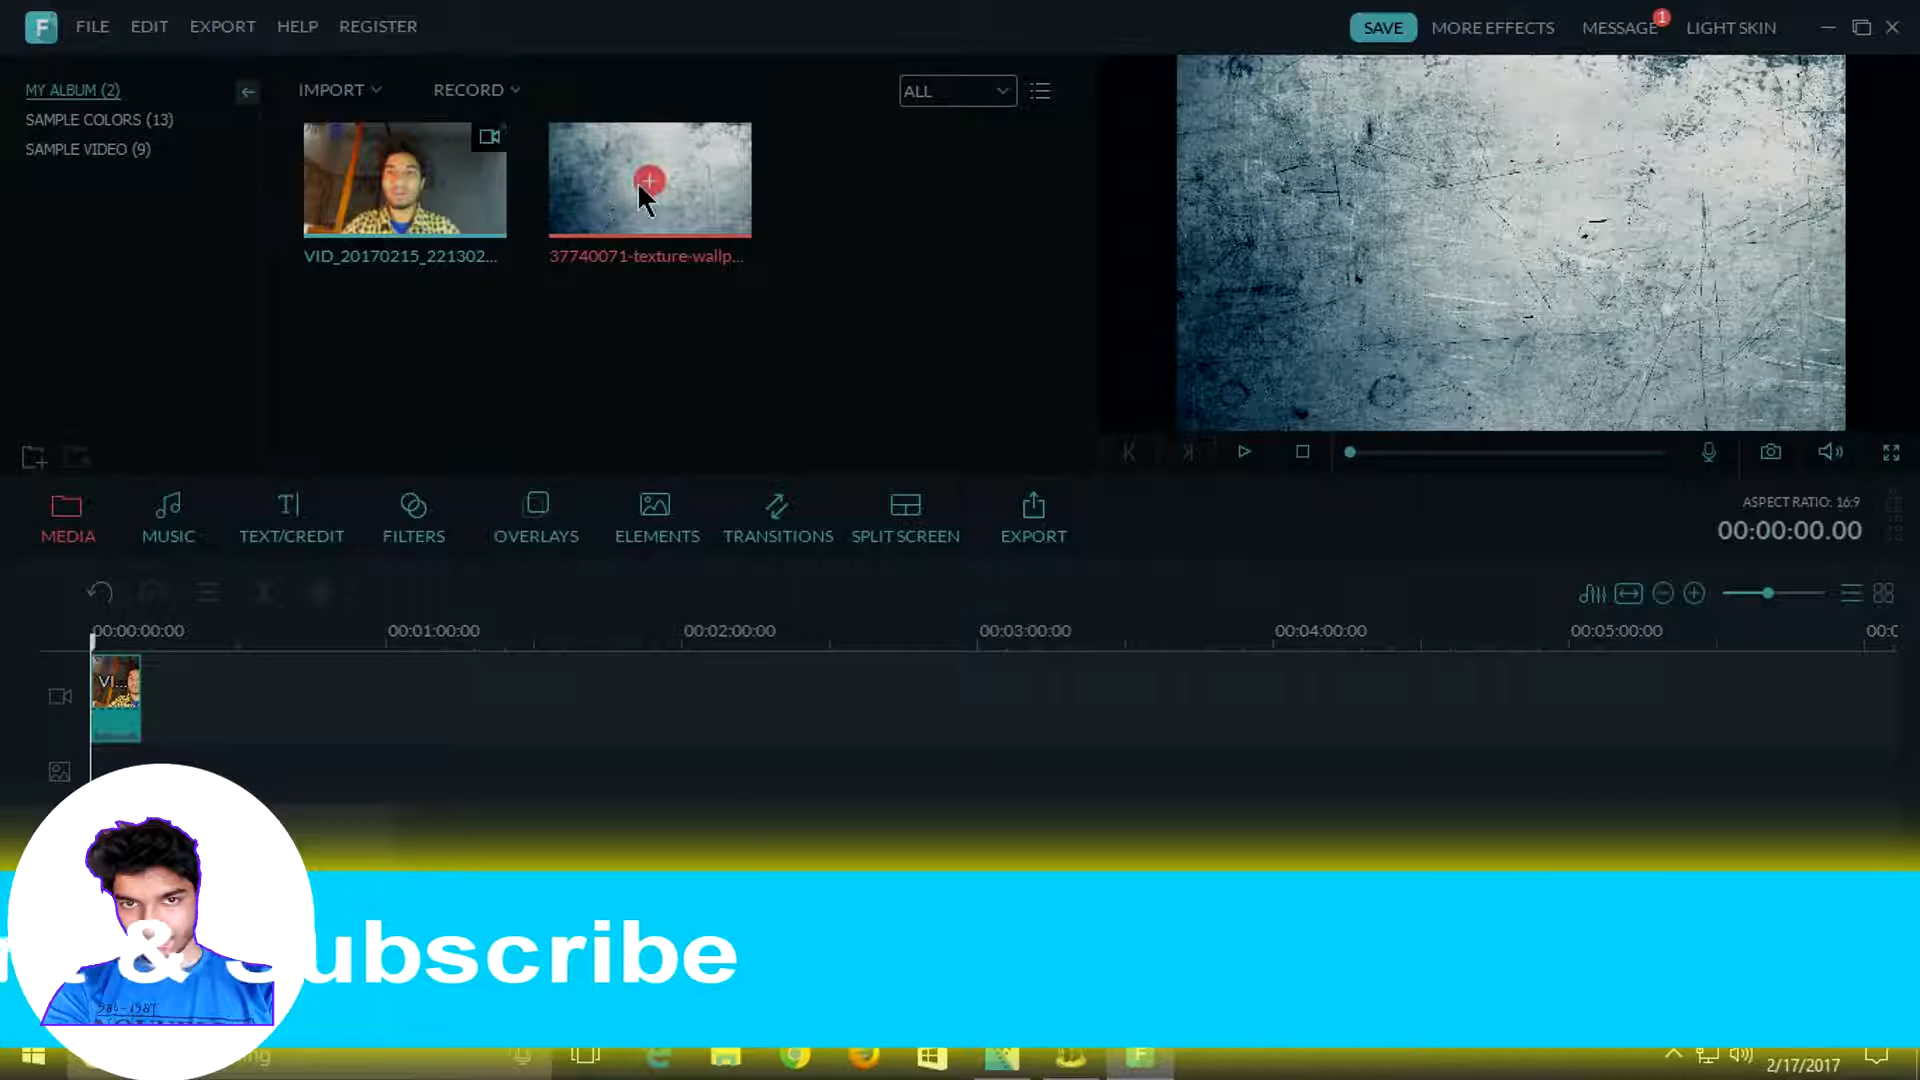 F FILE EDIT EXPORT HELP REGISTER
SAVE MORE EFFECTS MESSAGE 1 LIGHT SKIN
MY ALBUM (2)
SAMPLE COLORS (13)
SAMPLE VIDEO (9)
IMPORT RECORD
ALL
VID_20170215_221302...
37740071-texture-wallp...
MEDIA MUSIC TEXT/CREDIT FILTERS OVERLAYS ELEMENTS TRANSITIONS SPLIT SCREEN EXPORT
ASPECT RATIO: 16:9
00:00:00.00
00:00:00:00 00:01:00:00 00:02:00:00 00:03:00:00 00:04:00:00 00:05:00:00
VI...
& Subscribe
986-1987
2/17/2017